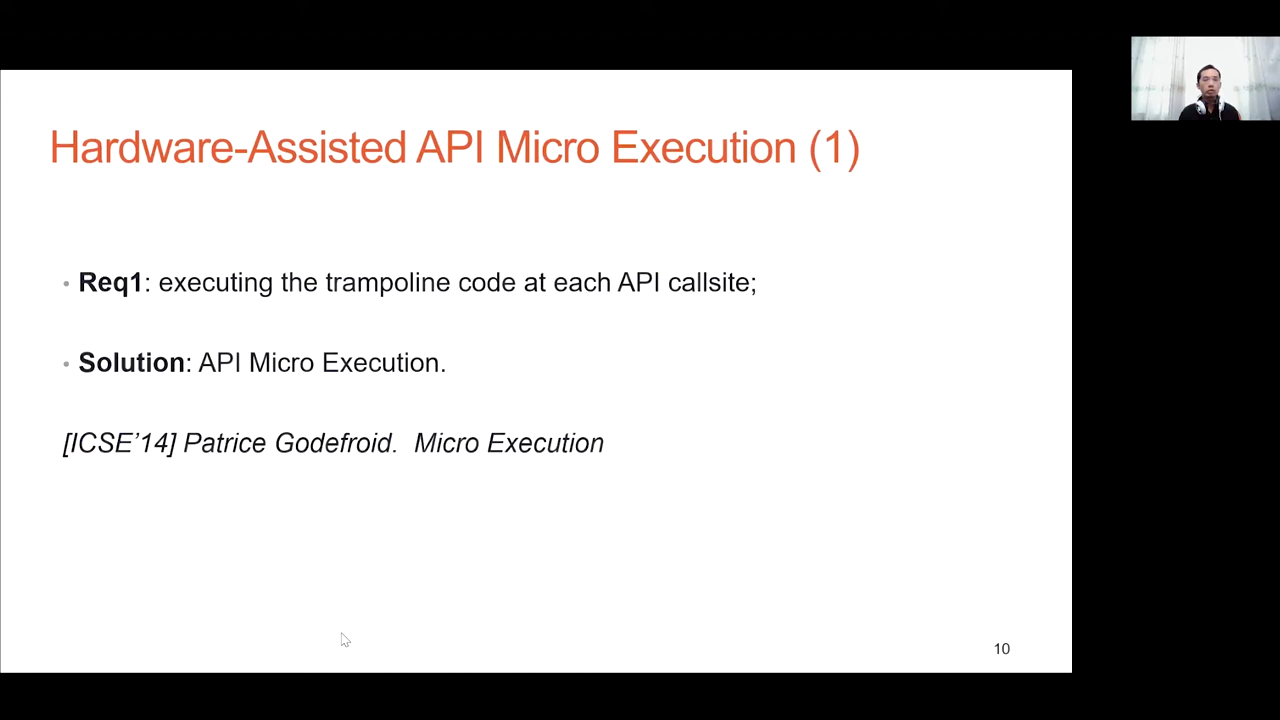 Hardware-Assisted API Micro Execution (1)
• Req1: executing the trampoline code at each API callsite;
• Solution: API Micro Execution.
[ICSE’14] Patrice Godefroid. Micro Execution
10